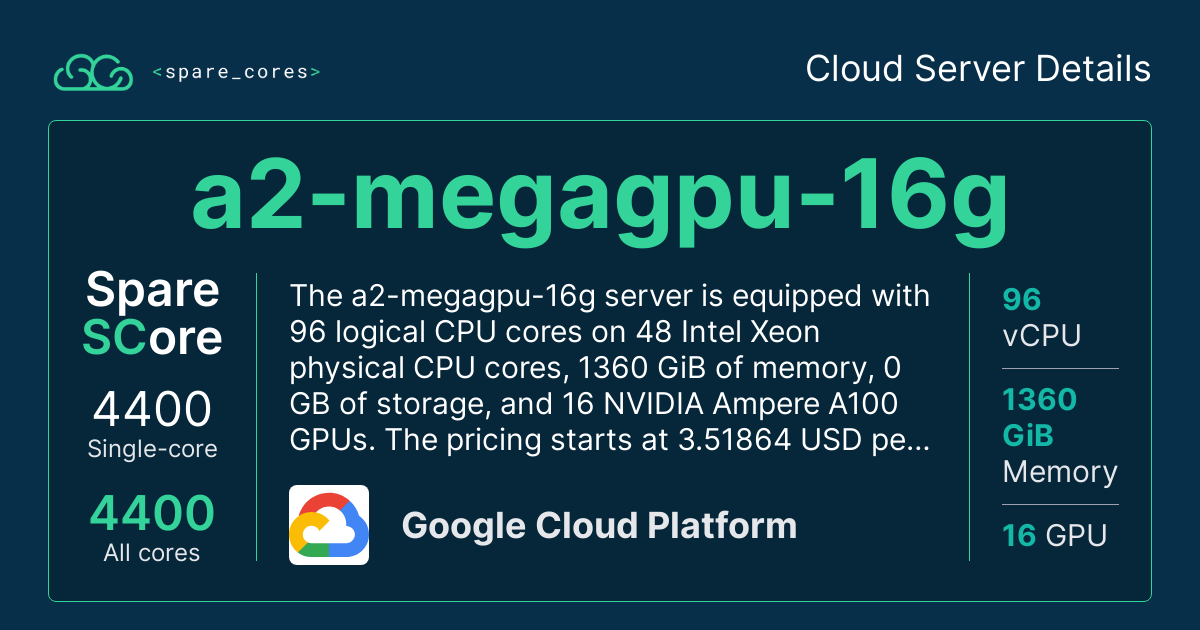 <spare_cores>
Cloud Server Details
a2-megagpu-16g
Spare
SCore
4400
Single-core
4400
All cores
The a2-megagpu-16g server is equipped with
96 logical CPU cores on 48 Intel Xeon
physical CPU cores, 1360 GiB of memory, 0
GB of storage, and 16 NVIDIA Ampere A100
GPUs. The pricing starts at 3.51864 USD pe...
Google Cloud Platform
96
vCPU
1360
GiB
Memory
16 GPU